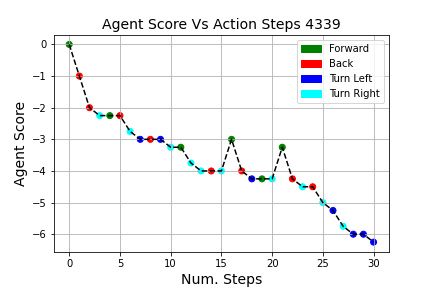 Agent Score Vs Action Steps 4339
0
−1
−2
−3
−4
−5
−6
Agent Score
Forward
Back
Turn Left
Turn Right
0 5 10 15 20 25 30
Num. Steps